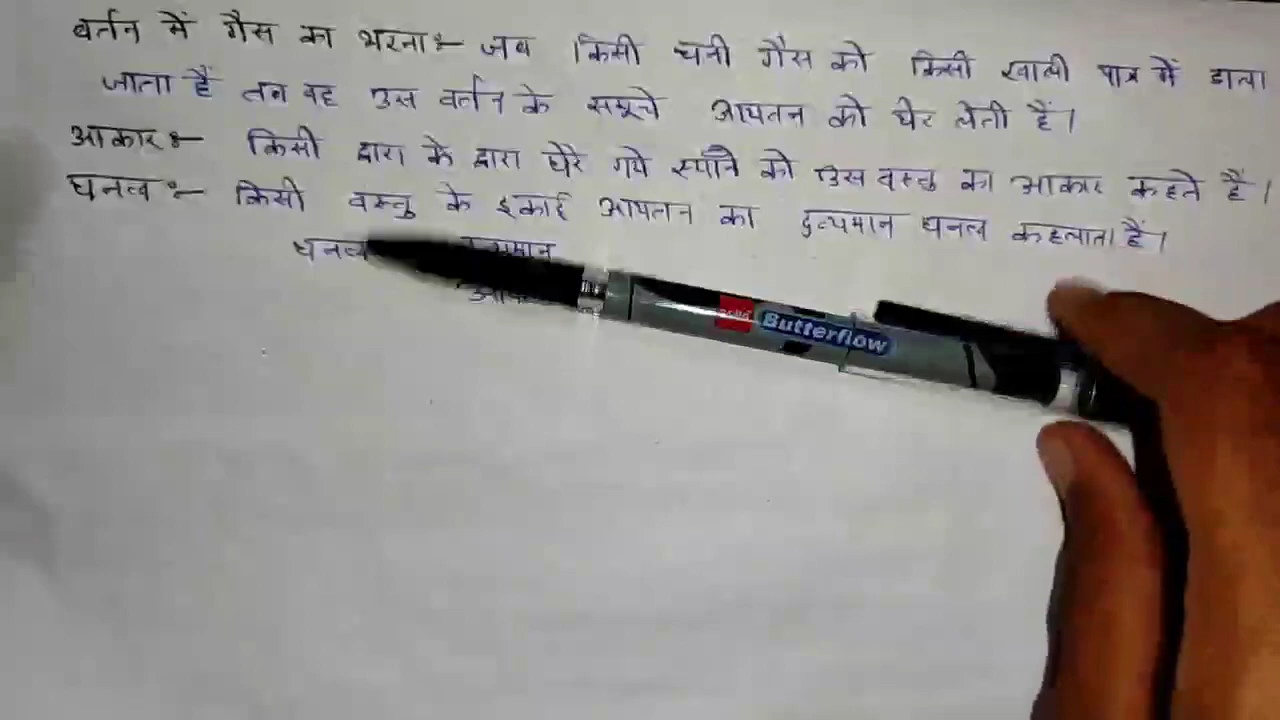 बर्तन में गैस का भरना :- जब किसी घनी गैस को किसी खाली पात्र में डाला
जाता हैं तब वह उस बर्तन के समूचे आयतन को घेर लेती हैं।
आकार :- किसी द्वारा के द्वारा घेरे गये स्थान को उस वस्तु का आकार कहते हैं।
घनत्व :- किसी वस्तु के इकाई आयतन का द्रव्यमान घनत्व कहलाता हैं।
घनत्व
Butterflow